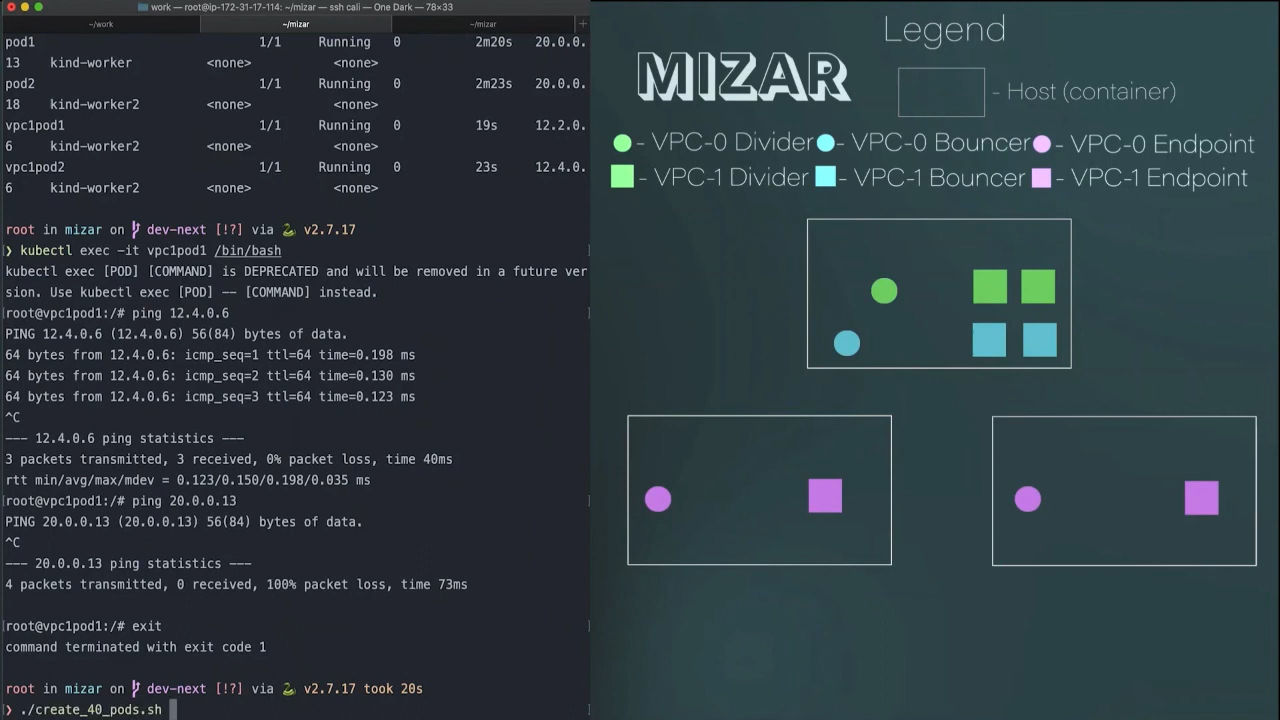 work — root@ip-172-31-17-114: ~/mizar — ssh cali — One Dark — 78×33
~/work
~/mizar
~/mizar
+
pod1 1/1 Running 0 2m20s 20.0.0.
13 kind-worker <none> <none>
pod2 1/1 Running 0 2m23s 20.0.0.
18 kind-worker2 <none> <none>
vpc1pod1 1/1 Running 0 19s 12.2.0.
6 kind-worker2 <none> <none>
vpc1pod2 1/1 Running 0 23s 12.4.0.
6 kind-worker2 <none> <none>
root in mizar on dev-next [!?] via 🐍 v2.7.17
❯ kubectl exec -it vpc1pod1 /bin/bash
kubectl exec [POD] [COMMAND] is DEPRECATED and will be removed in a future ver
sion. Use kubectl exec [POD] -- [COMMAND] instead.
[root@vpc1pod1:/# ping 12.4.0.6
PING 12.4.0.6 (12.4.0.6) 56(84) bytes of data.
64 bytes from 12.4.0.6: icmp_seq=1 ttl=64 time=0.198 ms
64 bytes from 12.4.0.6: icmp_seq=2 ttl=64 time=0.130 ms
64 bytes from 12.4.0.6: icmp_seq=3 ttl=64 time=0.123 ms
^C
--- 12.4.0.6 ping statistics ---
3 packets transmitted, 3 received, 0% packet loss, time 40ms
rtt min/avg/max/mdev = 0.123/0.150/0.198/0.035 ms
[root@vpc1pod1:/# ping 20.0.0.13
PING 20.0.0.13 (20.0.0.13) 56(84) bytes of data.
^C
--- 20.0.0.13 ping statistics ---
4 packets transmitted, 0 received, 100% packet loss, time 73ms
[root@vpc1pod1:/# exit
command terminated with exit code 1
root in mizar on dev-next [!?] via 🐍 v2.7.17 took 20s
❯ ./create_40_pods.sh
Legend
MIZAR
- Host (container)
- VPC-0 Divider - VPC-0 Bouncer - VPC-0 Endpoint
- VPC-1 Divider - VPC-1 Bouncer - VPC-1 Endpoint